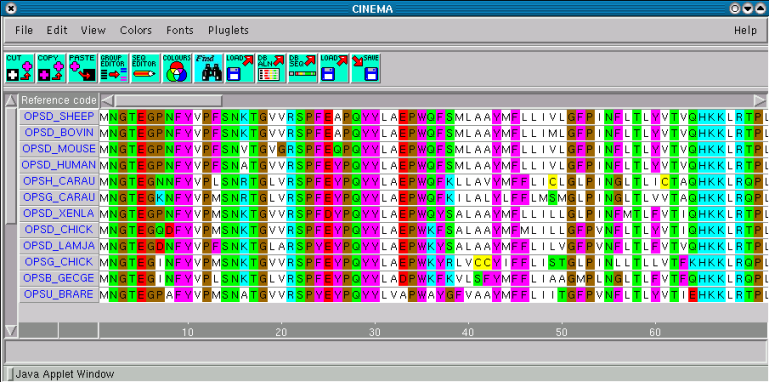 CINEMA
File Edit View Colors Fonts Pluglets Help
CUT COPY PASTE GROUP EDITOR SEQ EDITOR COLOURS Find LOAD DB ALN DB SEQ LOAD SAVE
Reference code
OPSD_SHEEP MNGTEGPNFYVPFSNKTGVVRSPFEAPQYYLAEPWQFSMLAAYMFLLIVLGFPINFLTLYVTVQHKKLRTPL
OPSD_BOVIN MNGTEGPNFYVPFSNKTGVVRSPFEAPQYYLAEPWQFSMLAAYMFLLIMLGFPINFLTLYVTVQHKKLRTPL
OPSD_MOUSE MNGTEGPNFYVPFSNVTGVGRSPFEQPQYYLAEPWQFSMLAAYMFLLIVLGFPINFLTLYVTVQHKKLRTPL
OPSD_HUMAN MNGTEGPNFYVPFSNATGVVRSPFEYPQYYLAEPWQFSMLAAYMFLLIVLGFPINFLTLYVTVQHKKLRTPL
OPSH_CARAU MNGTEGNNFYVPLSNRTGLVRSPFEYPQYYLAEPWQFKLLAVYMFFLICLGLPINGLTLICTAQHKKLRQPL
OPSG_CARAU MNGTEGKNFYVPMSNRTGLVRSPFEYPQYYLAEPWQFKILALYLFFLMSMGLPINGLTLVVTAQHKKLRQPL
OPSD_XENLA MNGTEGPNFYVPMSNKTGVVRSPFDYPQYYLAEPWQYSALAAYMFLLILLGLPINFMTLFVTIQHKKLRTPL
OPSD_CHICK MNGTEGQDFYVPMSNKTGVVRSPFEYPQYYLAEPWKFSALAAYMFMLILLGFPVNFLTLYVTIQHKKLRTPL
OPSD_LAMJA MNGTEGDNFYVPFSNKTGLARSPYEYPQYYLAEPWKYSALAAYMFFLILVGFPVNFLTLFVTVQHKKLRTPL
OPSG_CHICK MNGTEGINFYVPMSNKTGVVRSPFEYPQYYLAEPWKYRLVCCYIFFLISTGLPINLLTLLVTFKHKKLRQPL
OPSB_GECGE MNGTEGINFYVPLSNKTGLVRSPFEYPQYYLADPWKFKVLSFYMFFLIAAGMPLNGLTLFVTFQHKKLRQPL
OPSU_BRARE MNGTEGPAFYVPMSNATGVVRSPYEYPQYYLVAPWAYGFVAAYMFFLIITGFPVNFLTLYVTIEHKKLRTPL
10 20 30 40 50 60
Java Applet Window